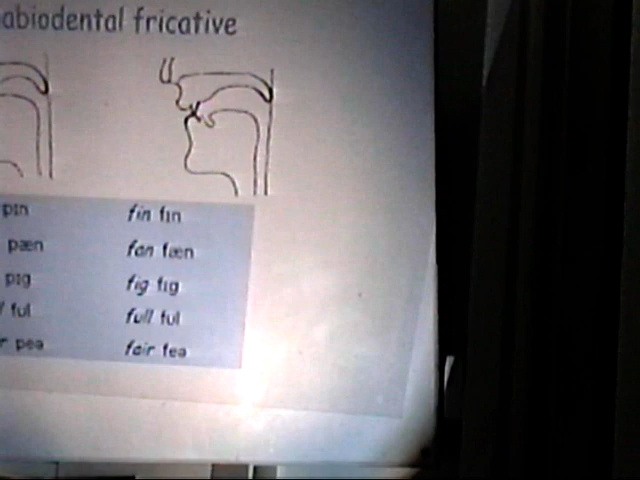 abiodental fricative
pɪn fin fɪn
pæn fan fæn
pɪg fig fɪg
/ ful full ful
r peə fair feə